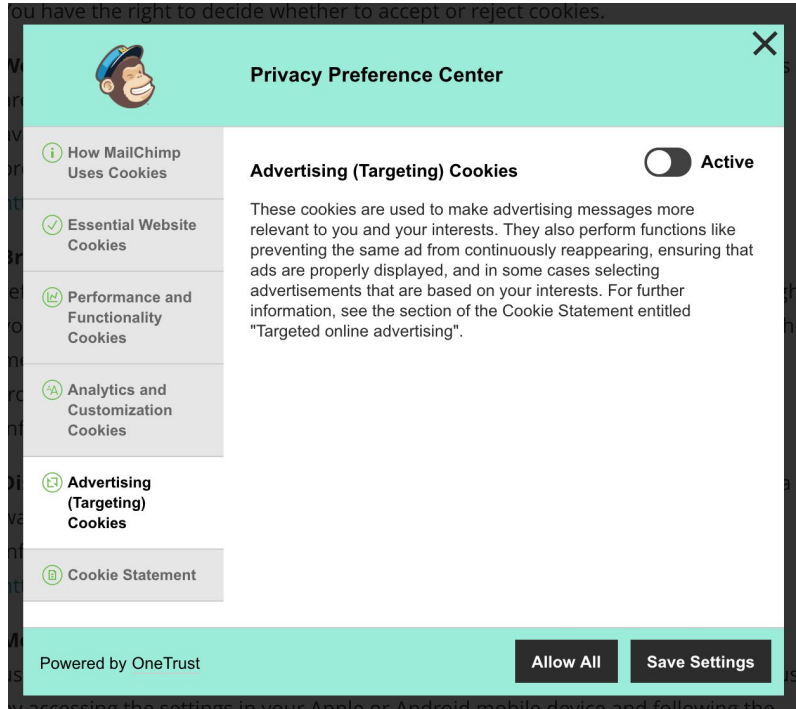 you have the right to decide whether to accept or reject cookies.
Privacy Preference Center
How MailChimp
Uses Cookies
Essential Website
Cookies
Performance and
Functionality
Cookies
Analytics and
Customization
Cookies
Advertising
(Targeting)
Cookies
Cookie Statement
Advertising (Targeting) Cookies
Active
These cookies are used to make advertising messages more
relevant to you and your interests. They also perform functions like
preventing the same ad from continuously reappearing, ensuring that
ads are properly displayed, and in some cases selecting
advertisements that are based on your interests. For further
information, see the section of the Cookie Statement entitled
"Targeted online advertising".
Powered by OneTrust
Allow All
Save Settings
by accessing the settings in your Apple or Android mobile device and following the